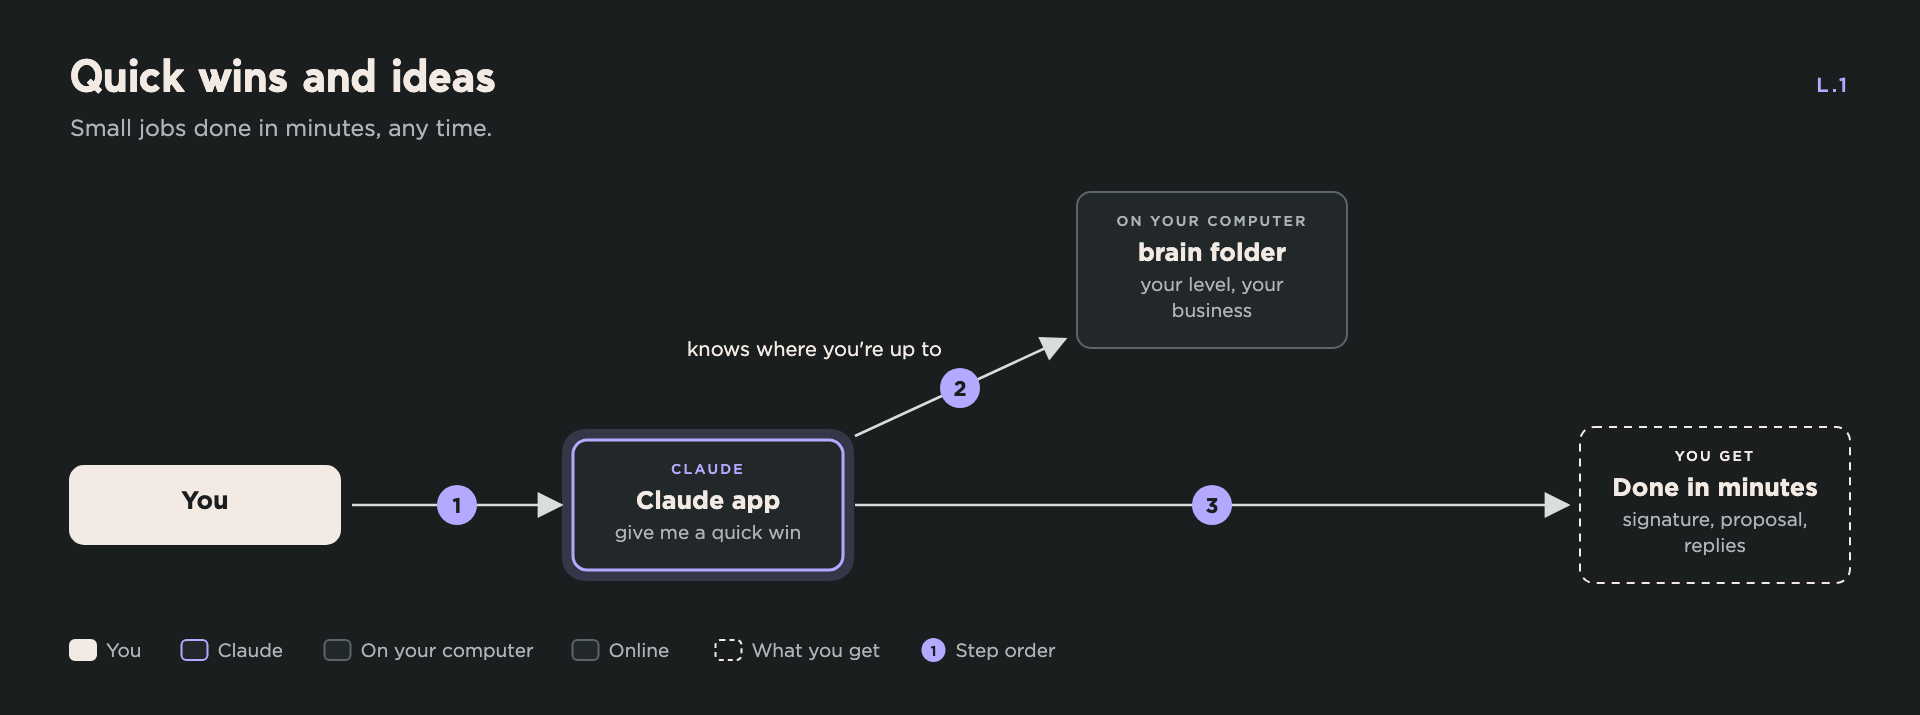 Quick wins and ideas
L.1
Small jobs done in minutes, any time.
ON YOUR COMPUTER
brain folder
your level, your
business
knows where you're up to
2
You
1
CLAUDE
Claude app
give me a quick win
3
YOU GET
Done in minutes
signature, proposal,
replies
You
Claude
On your computer
Online
What you get
1
Step order